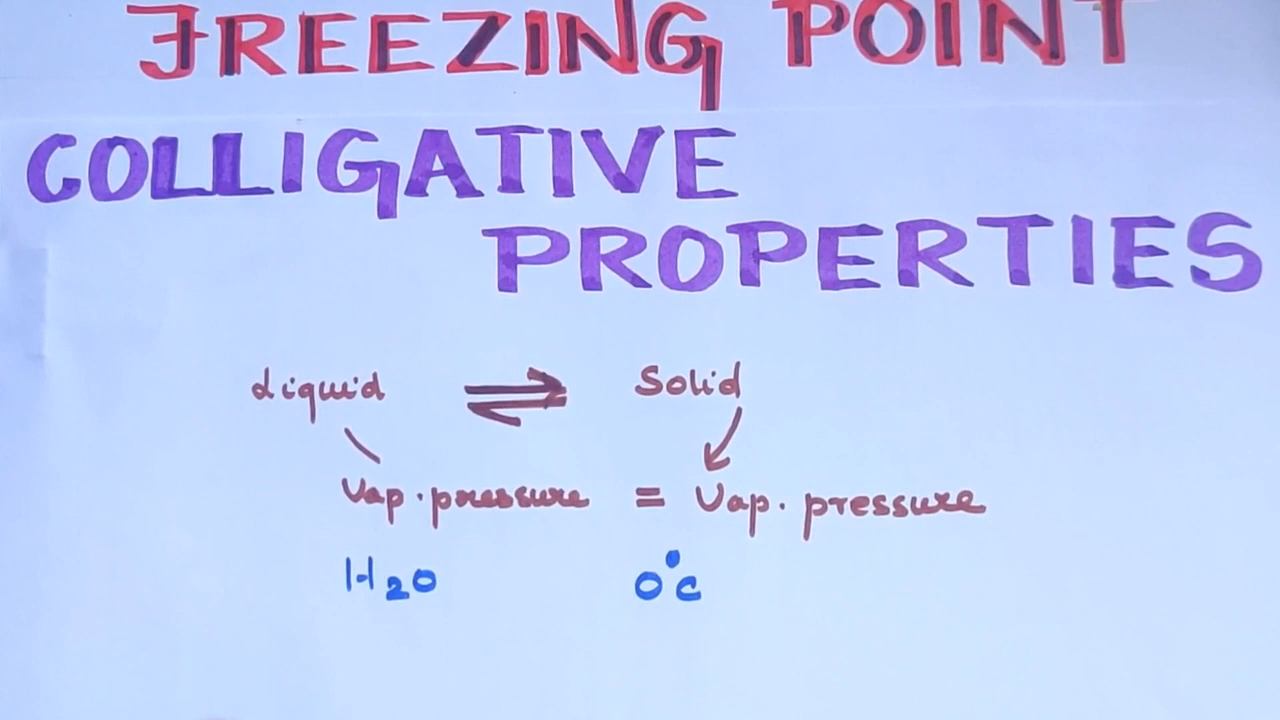 FREEZING POINT
COLLIGATIVE
PROPERTIES
Liquid ⇌ Solid
Vap. pressure = Vap. pressure
H2O 0°C